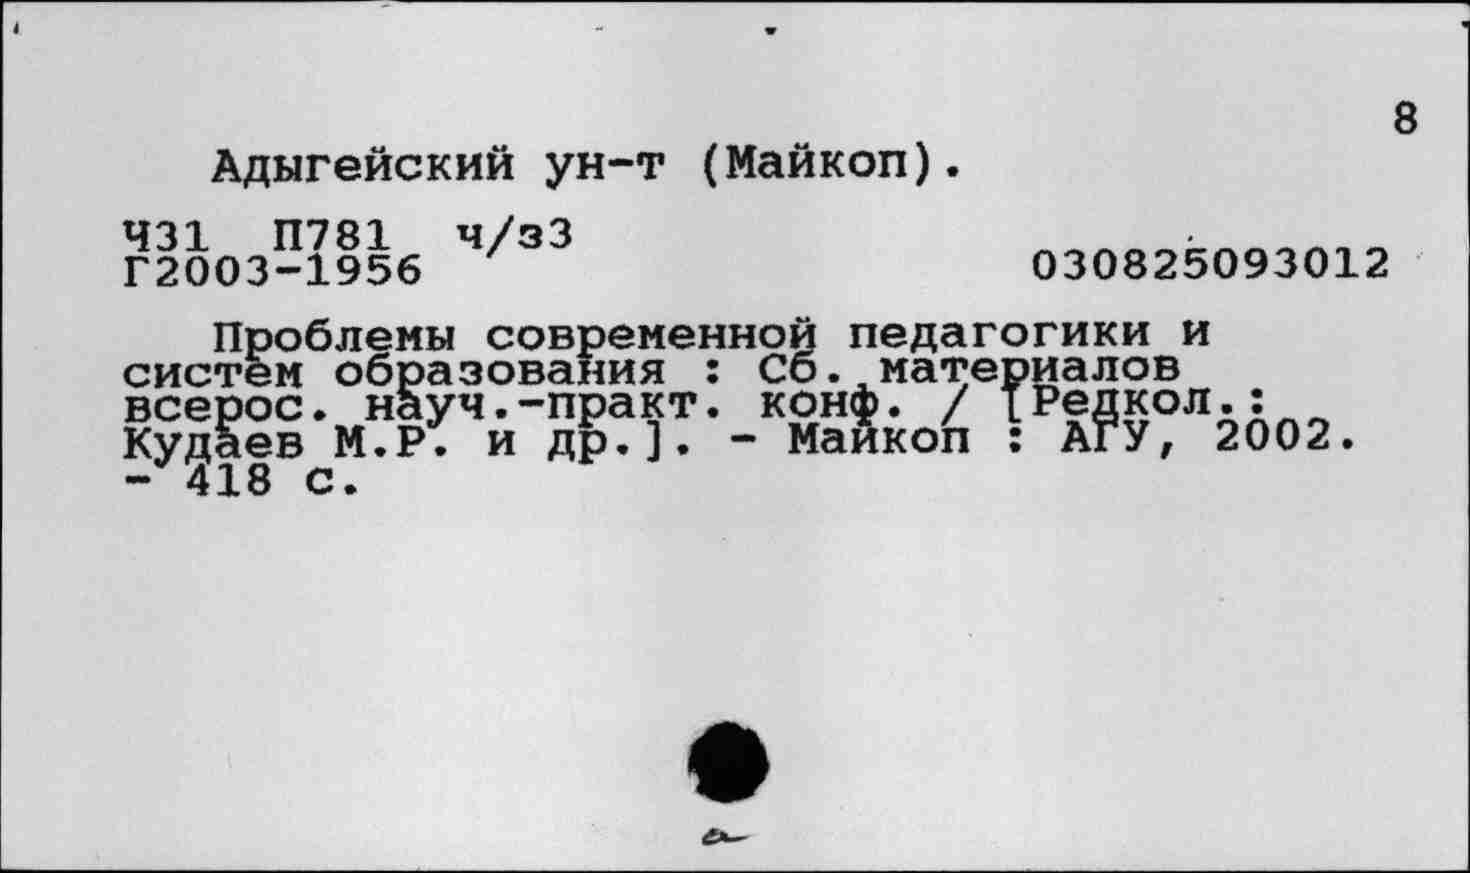 8
Адыгейский ун-т (Майкоп).
Ч31 П781 ч/з3
Г2003-1956 030825093012
Проблемы современной педагогики и
систем образования : Сб. материалов
всерос. науч.-практ. конф. / [Редкол.:
Кудаев М.Р. и др.]. - Майкоп : АГУ, 2002.
- 418 с.